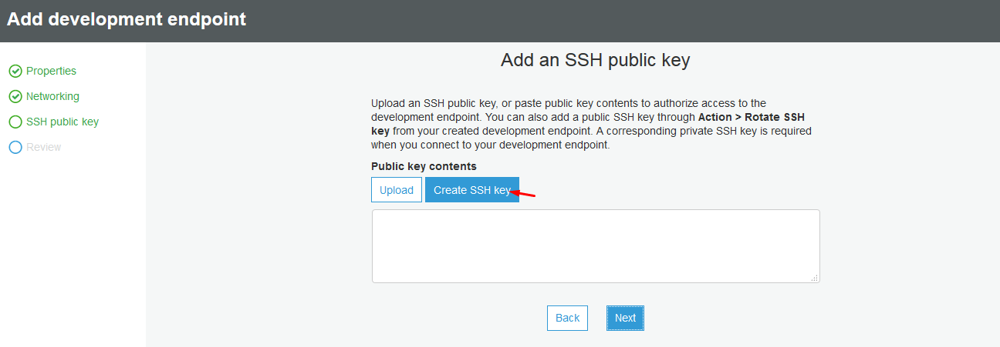 Add development endpoint
Properties
Networking
SSH public key
Review
Add an SSH public key
Upload an SSH public key, or paste public key contents to authorize access to the
development endpoint. You can also add a public SSH key through Action > Rotate SSH
key from your created development endpoint. A corresponding private SSH key is required
when you connect to your development endpoint.
Public key contents
Upload Create SSH key
Back Next